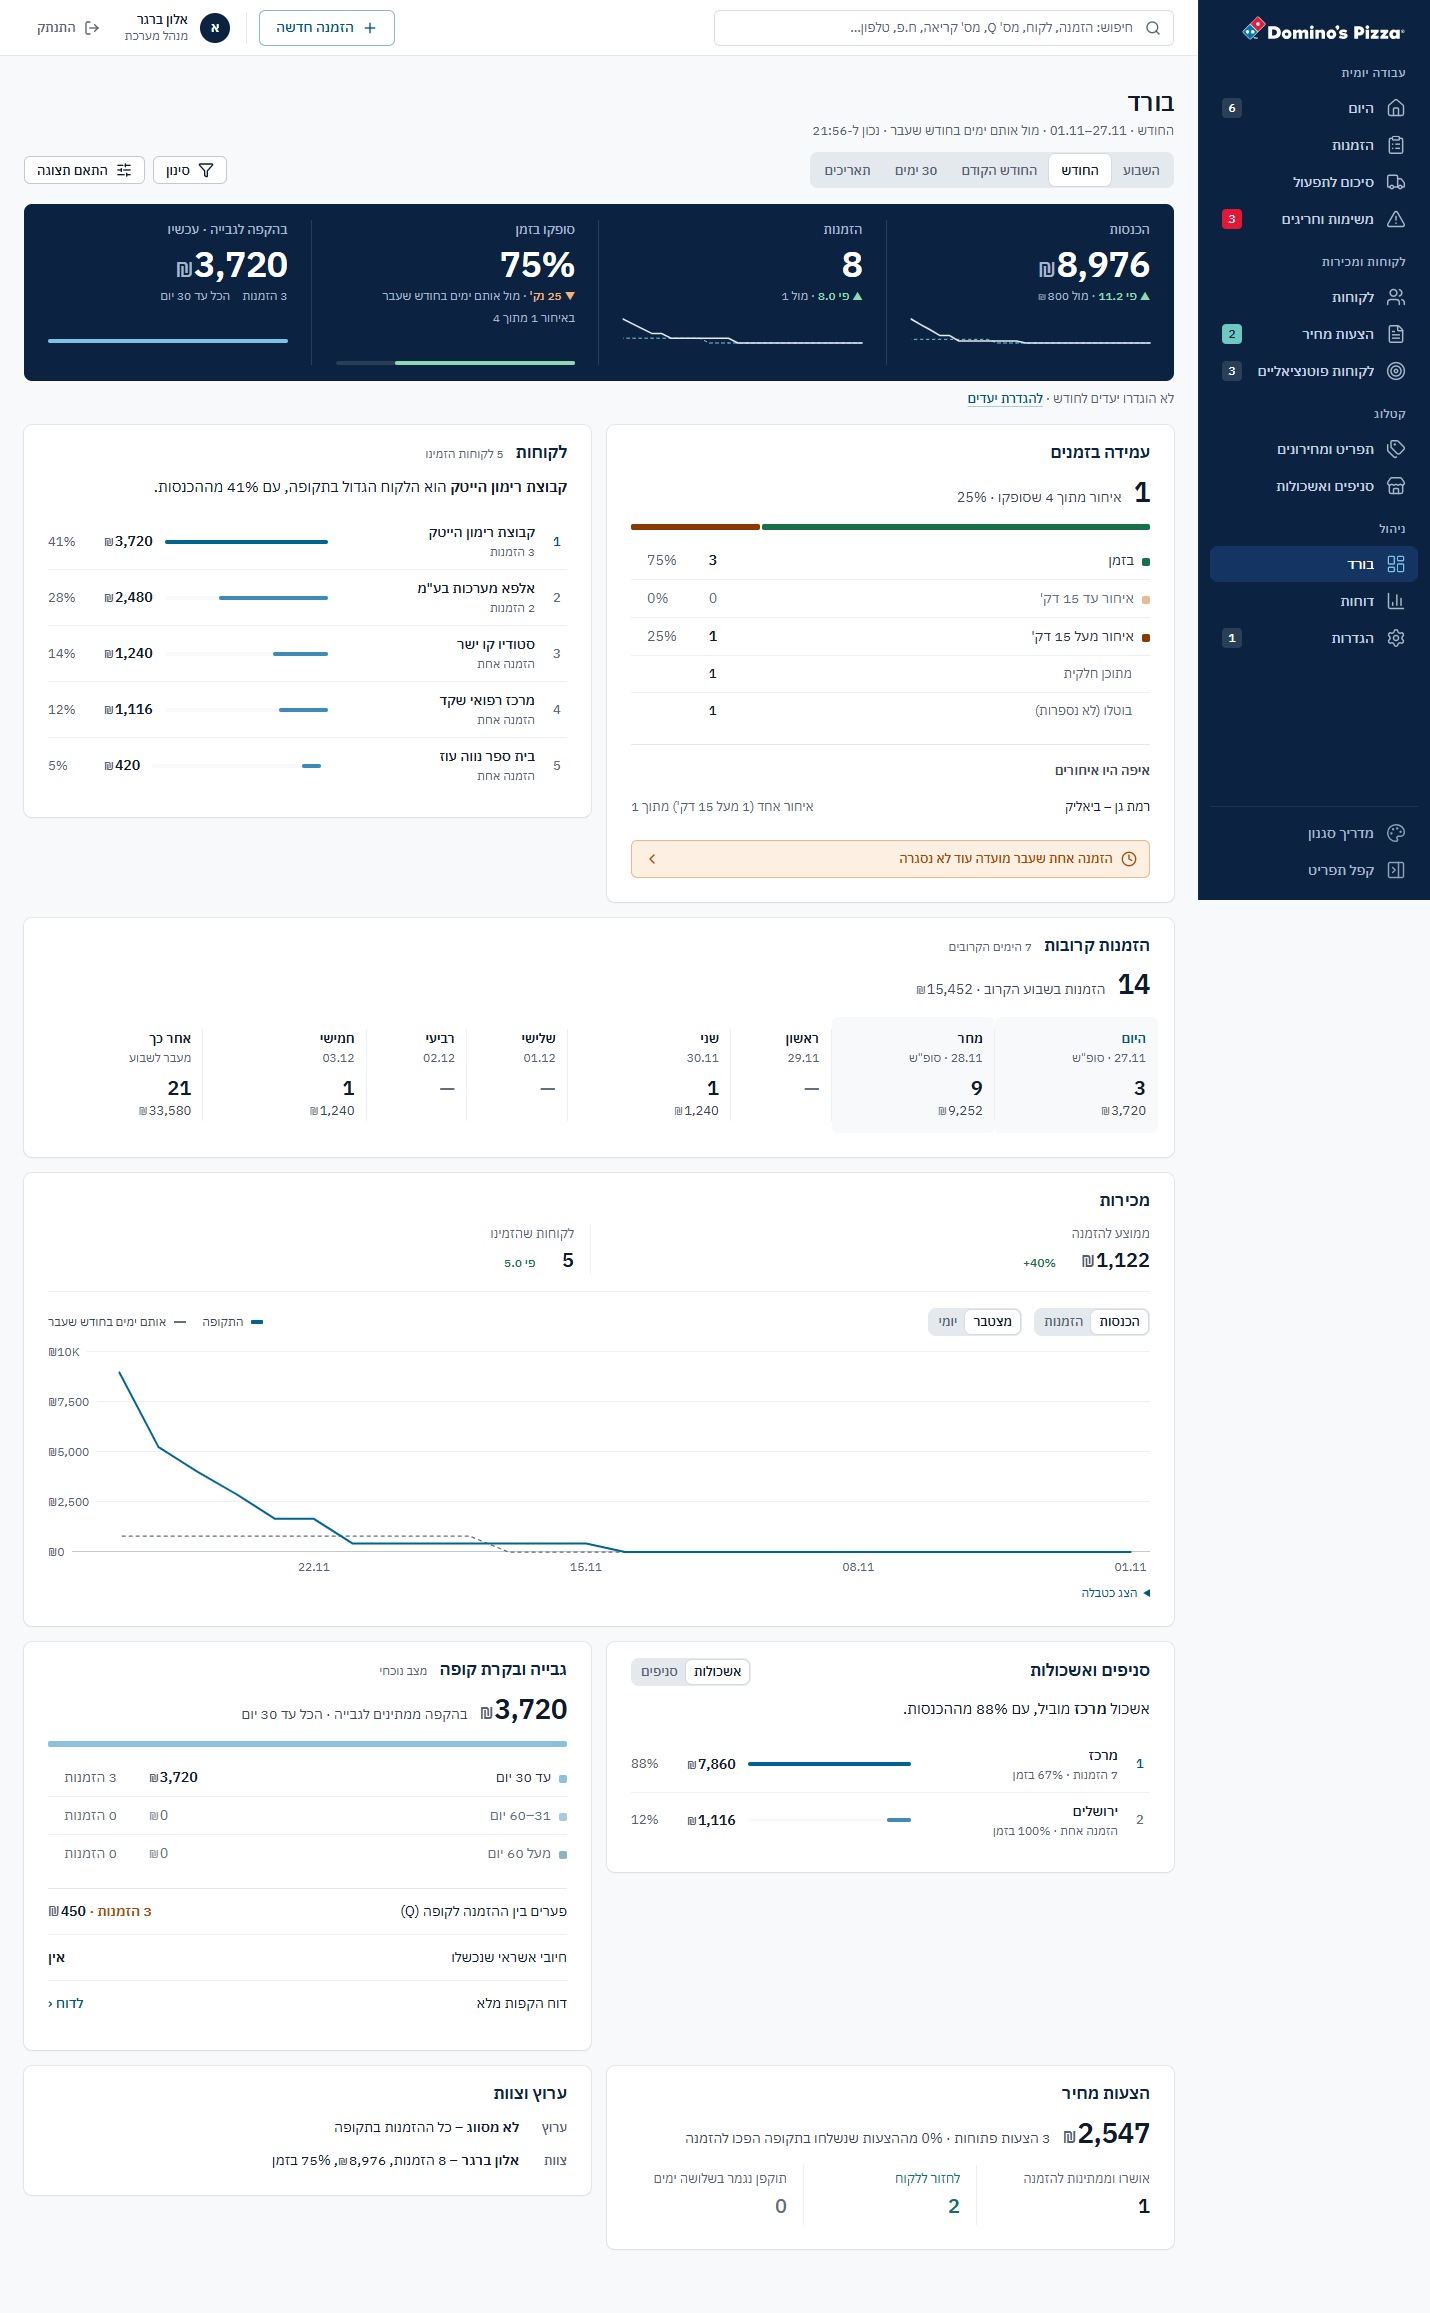 Domino's Pizza
עבודה יומית
היום 6
הזמנות
סיכום לתפעול
משימות וחריגים 3
לקוחות ומכירות
לקוחות
הצעות מחיר 2
לקוחות פוטנציאליים 3
קטלוג
תפריט ומחירונים
סניפים ואשכולות
ניהול
בורד
דוחות
הגדרות 1
מדריך סגנון
קפל תפריט
חיפוש: הזמנה, לקוח, מס' Q, מס' קריאה, ח.פ, טלפון...
הזמנה חדשה
א
אלון ברגר
מנהל מערכת
התנתק
בורד
החודש · 01.11–27.11 · מול אותם ימים בחודש שעבר · נכון ל-21:56
השבוע החודש החודש הקודם 30 ימים תאריכים
סינון
התאם תצוגה
הכנסות
₪8,976
▲ פי 11.2 · מול 800₪
הזמנות
8
▲ פי 8.0 · מול 1
סופקו בזמן
75%
▼ 25 נק' · מול אותם ימים בחודש שעבר
באיחור 1 מתוך 4
בהקפה לגבייה · עכשיו
₪3,720
3 הזמנות הכל עד 30 יום
לא הוגדרו יעדים לחודש · להגדרת יעדים
עמידה בזמנים
1 איחור מתוך 4 שסופקו · 25%
בזמן 3 75%
איחור עד 15 דק' 0 0%
איחור מעל 15 דק' 1 25%
מתוכן חלקית 1
בוטלו (לא נספרות) 1
איפה היו איחורים
רמת גן – ביאליק איחור אחד (1 מעל 15 דק') מתוך 1
הזמנה אחת שעבר מועדה עוד לא נסגרה
לקוחות 5 לקוחות הזמינו
קבוצת רימון הייטק הוא הלקוח הגדול בתקופה, עם 41% מההכנסות.
1 קבוצת רימון הייטק ₪3,720 41%
3 הזמנות
2 אלפא מערכות בע"מ ₪2,480 28%
2 הזמנות
3 סטודיו קו ישר ₪1,240 14%
הזמנה אחת
4 מרכז רפואי שקד ₪1,116 12%
הזמנה אחת
5 בית ספר נווה עוז ₪420 5%
הזמנה אחת
הזמנות קרובות 7 הימים הקרובים
14 הזמנות בשבוע הקרוב · ₪15,452
היום מחר ראשון שני שלישי רביעי חמישי אחר כך
27.11 · סופ"ש 28.11 · סופ"ש 29.11 30.11 01.12 02.12 03.12 מעבר לשבוע
3 9 — 1 — — 1 21
₪3,720 ₪9,252 ₪1,240 ₪1,240 ₪33,580
מכירות
ממוצע להזמנה
₪1,122 +40%
לקוחות שהזמינו
5 פי 5.0
הכנסות הזמנות
מצטבר יומי
התקופה אותם ימים בחודש שעבר
₪10K
₪7,500
₪5,000
₪2,500
₪0
01.11 08.11 15.11 22.11
◀ הצג כטבלה
סניפים ואשכולות
אשכולות סניפים
אשכול מרכז מוביל, עם 88% מההכנסות.
1 מרכז ₪7,860 88%
7 הזמנות · 67% בזמן
2 ירושלים ₪1,116 12%
הזמנה אחת · 100% בזמן
גבייה ובקרת קופה מצב נוכחי
₪3,720 בהקפה ממתינים לגבייה · הכל עד 30 יום
עד 30 יום ₪3,720 3 הזמנות
31–60 יום ₪0 0 הזמנות
מעל 60 יום ₪0 0 הזמנות
פערים בין ההזמנה לקופה (Q) 3 הזמנות · ₪450
חיובי אשראי שנכשלו אין
דוח הקפות מלא לדוח ‹
הצעות מחיר
₪2,547 3 הצעות פתוחות · 0% מההצעות שנשלחו בתקופה הפכו להזמנה
אושרו וממתינות להזמנה
1
לחזור ללקוח
2
תוקפן נגמר בשלושה ימים
0
ערוץ וצוות
ערוץ לא מסווג – כל ההזמנות בתקופה
צוות אלון ברגר – 8 הזמנות, ₪8,976, 75% בזמן